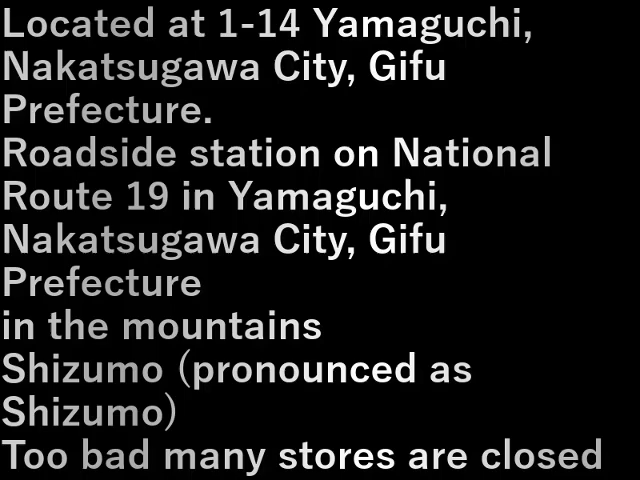 Located at 1-14 Yamaguchi,
Nakatsugawa City, Gifu
Prefecture.
Roadside station on National
Route 19 in Yamaguchi,
Nakatsugawa City, Gifu
Prefecture
in the mountains
Shizumo (pronounced as
Shizumo)
Too bad many stores are closed